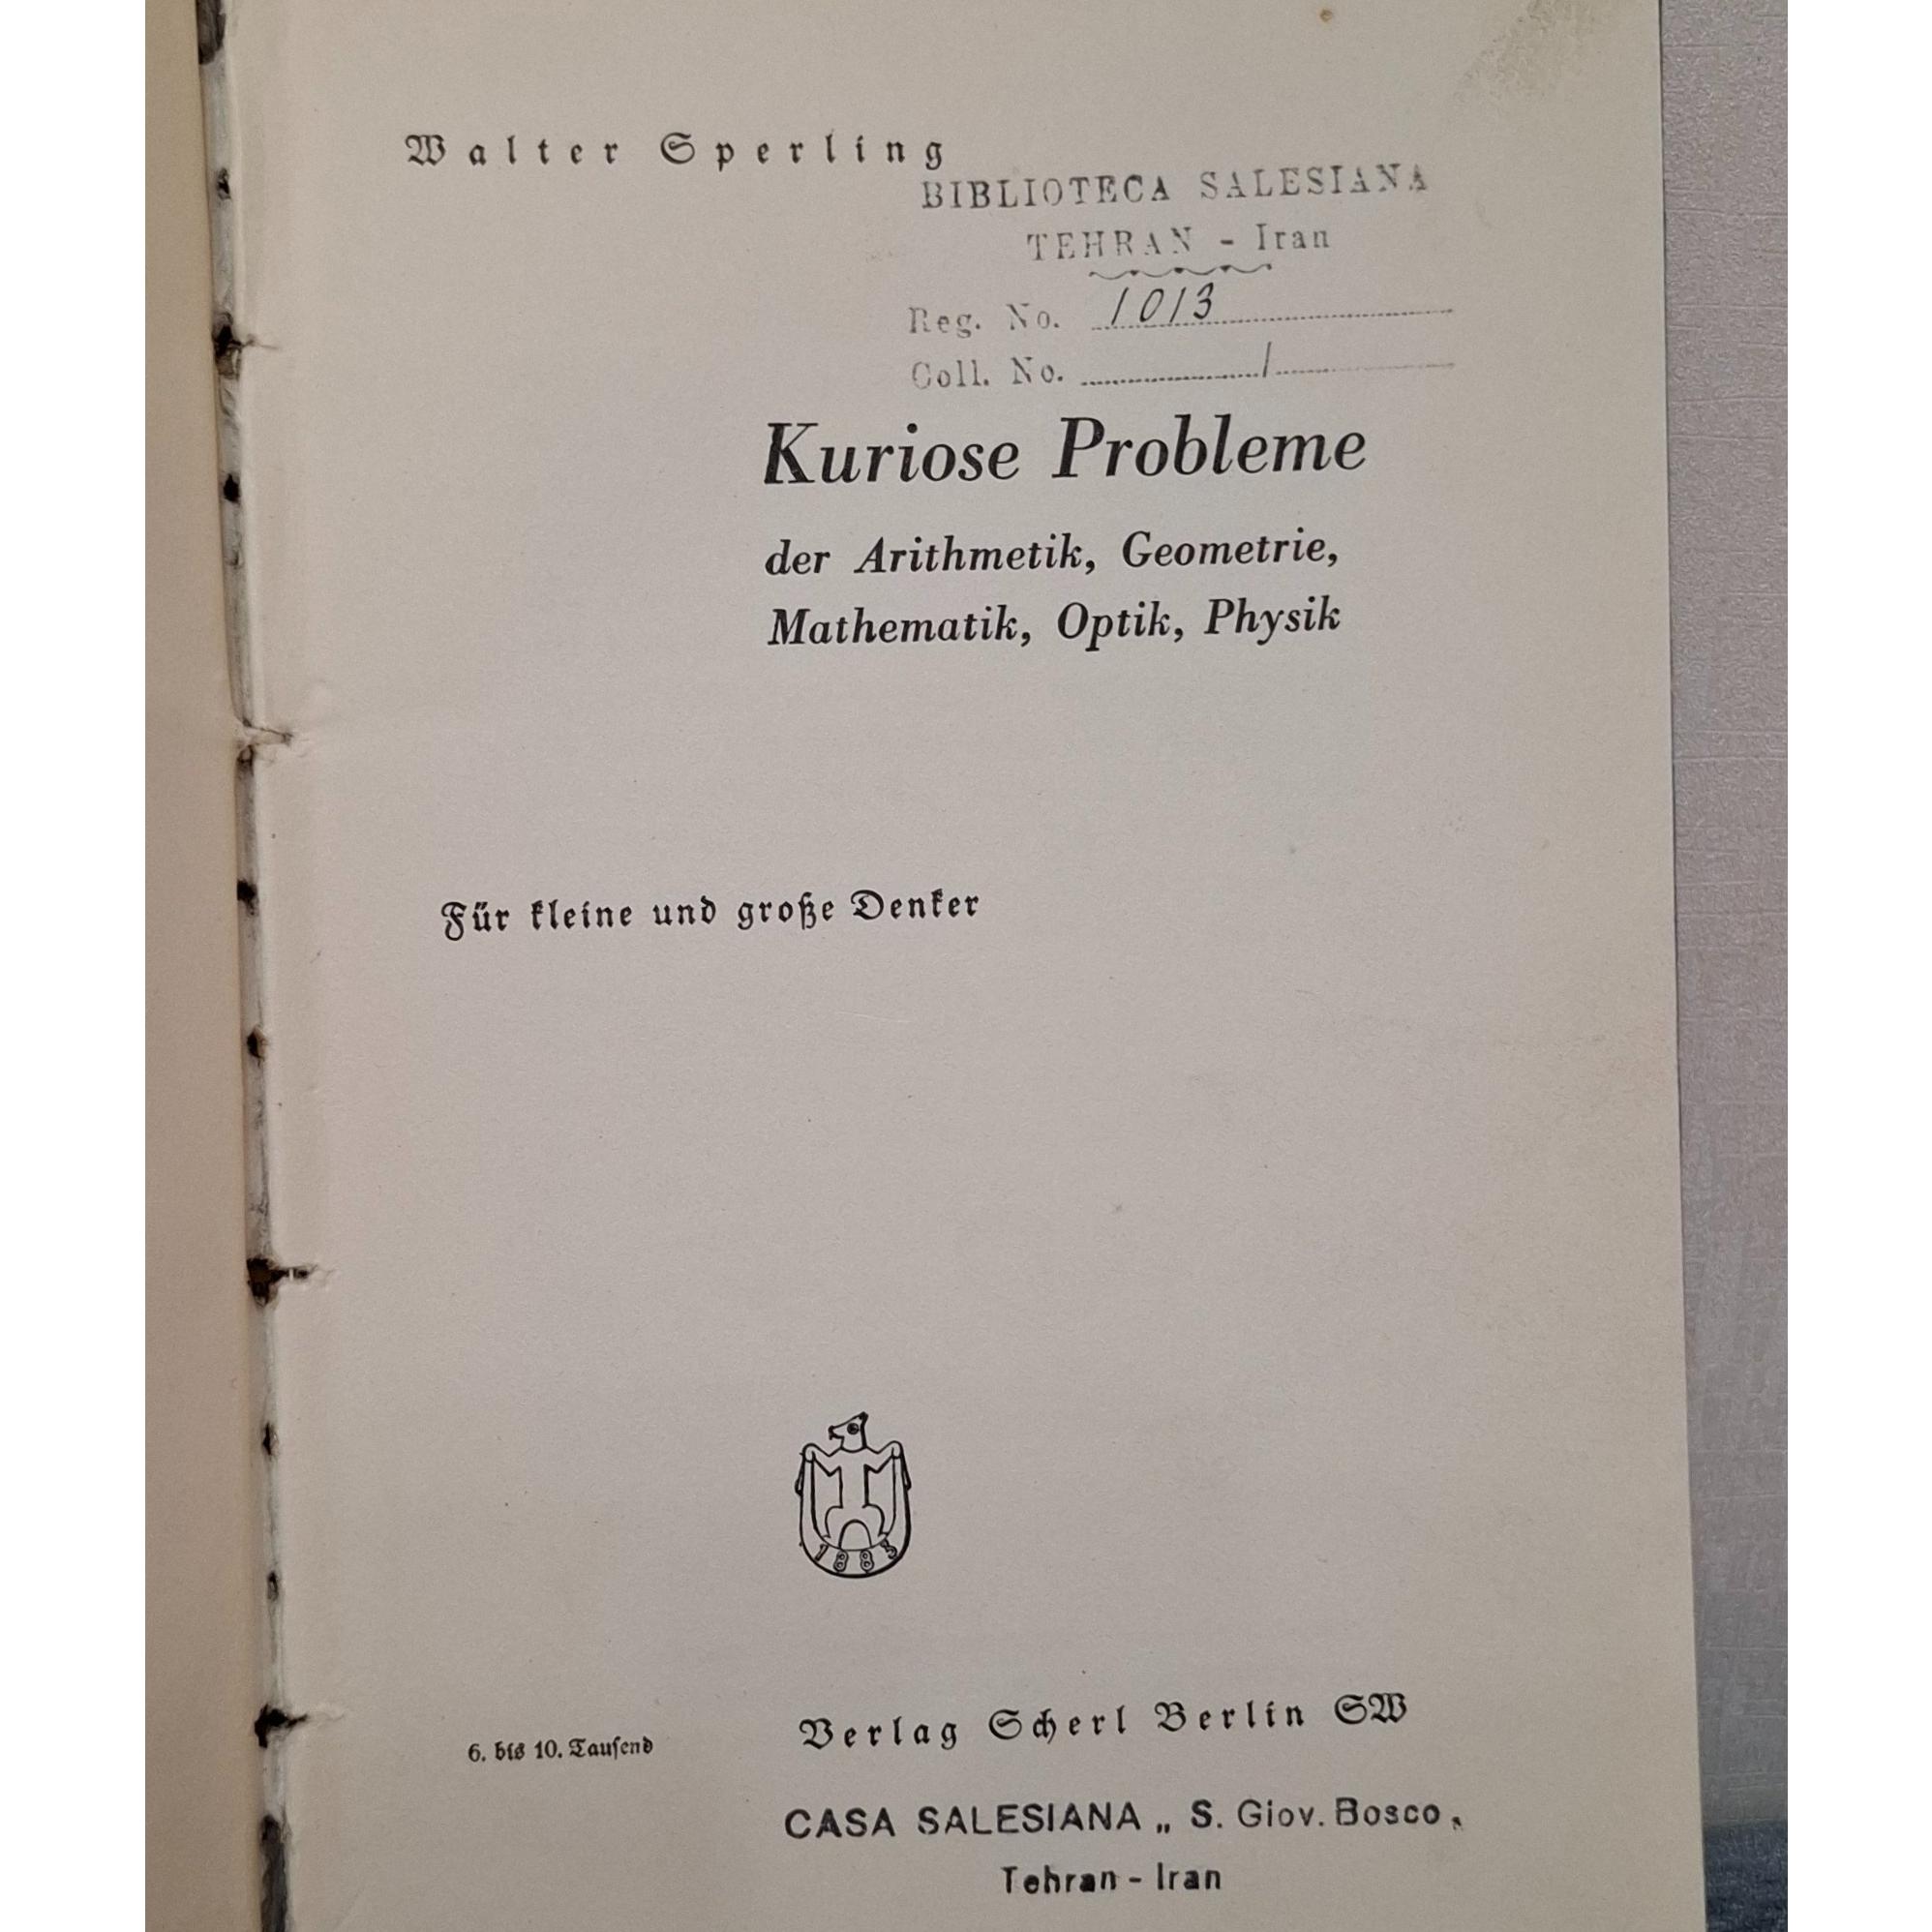 Walter Sperling
BIBLIOTECA SALESIANA
TEHRAN - Iran
Reg. No. 1013
Coll. No. /
Kuriose Probleme
der Arithmetik, Geometrie,
Mathematik, Optik, Physik
Für kleine und große Denker
1883
6. bis 10. Tausend
Verlag Scherl Berlin SW
CASA SALESIANA „ S. Giov. Bosco.
Tehran - Iran